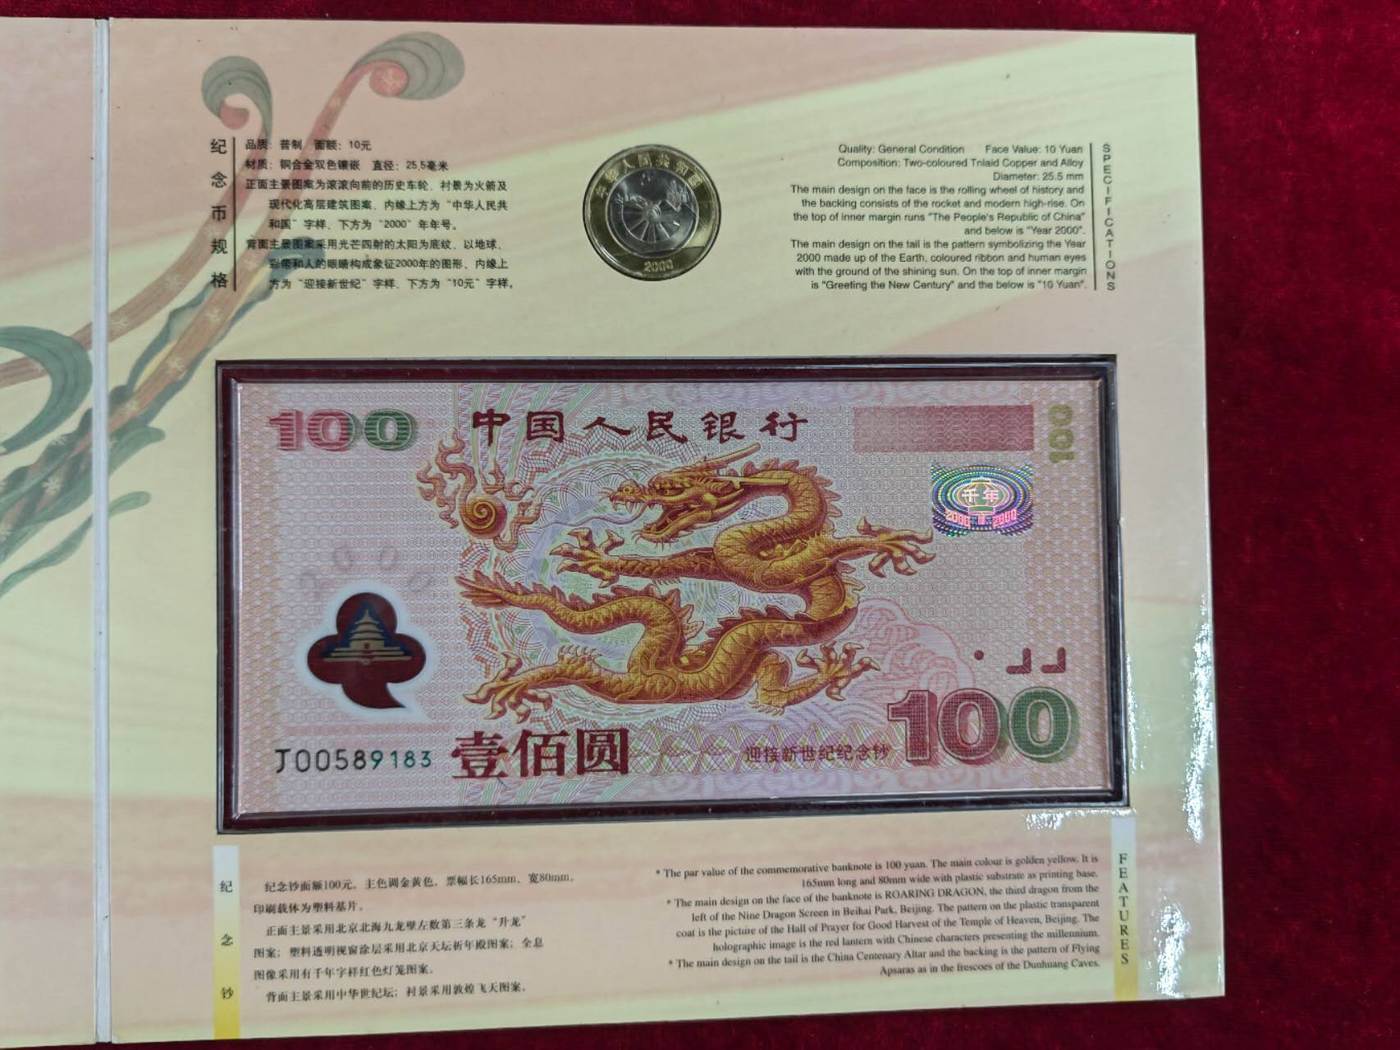 纪念币规格
品质：普制　面额：10元
材质：铜合金双色镶嵌　直径：25.5毫米
正面主景图案为滚滚向前的历史车轮、衬景为火箭及
现代化高层建筑图案、内缘上方为“中华人民共
和国”字样、下方为“2000”年年号。
背面主景图案采用光芒四射的太阳为底纹、以地球、
彩带和人的眼睛构成象征2000年的图形、内缘上
方为“迎接新世纪”字样、下方为“10元”字样。
中华人民共和国
2000
Quality: General Condition Face Value: 10 Yuan
Composition: Two-coloured Tnlaid Copper and Alloy
Diameter: 25.5 mm
The main design on the face is the rolling wheel of history and
the backing consists of the rocket and modern high-rise. On
the top of inner margin runs "The People's Republic of China"
and below is "Year 2000".
The main design on the tail is the pattern symbolizing the Year
2000 made up of the Earth, coloured ribbon and human eyes
with the ground of the shining sun. On the top of inner margin
is "Greeting the New Century" and the below is "10 Yuan".
SPECIFICATIONS
100
中国人民银行
100
千年
2000 2000
2000
J00589183
壹佰圆
迎接新世纪纪念钞
100
纪念钞
纪念钞面额100元。主色调金黄色。票幅长165mm、宽80mm。
印刷载体为塑料基片。
正面主景采用北京北海九龙壁左数第三条龙“升龙”
图案；塑料透明视窗涂层采用北京天坛祈年殿图案；全息
图像采用有千年字样红色灯笼图案。
背面主景采用中华世纪坛；衬景采用敦煌飞天图案。
* The par value of the commemorative banknote is 100 yuan. The main colour is golden yellow. It is
165mm long and 80mm wide with plastic substrate as printing base.
* The main design on the face of the banknote is ROARING DRAGON, the third dragon from the
left of the Nine Dragon Screen in Beihai Park, Beijing. The pattern on the plastic transparent
coat is the picture of the Hall of Prayer for Good Harvest of the Temple of Heaven, Beijing. The
holographic image is the red lantern with Chinese characters presenting the millennium.
* The main design on the tail is the China Centenary Altar and the backing is the pattern of Flying
Apsaras as in the frescoes of the Dunhuang Caves.
FEATURES